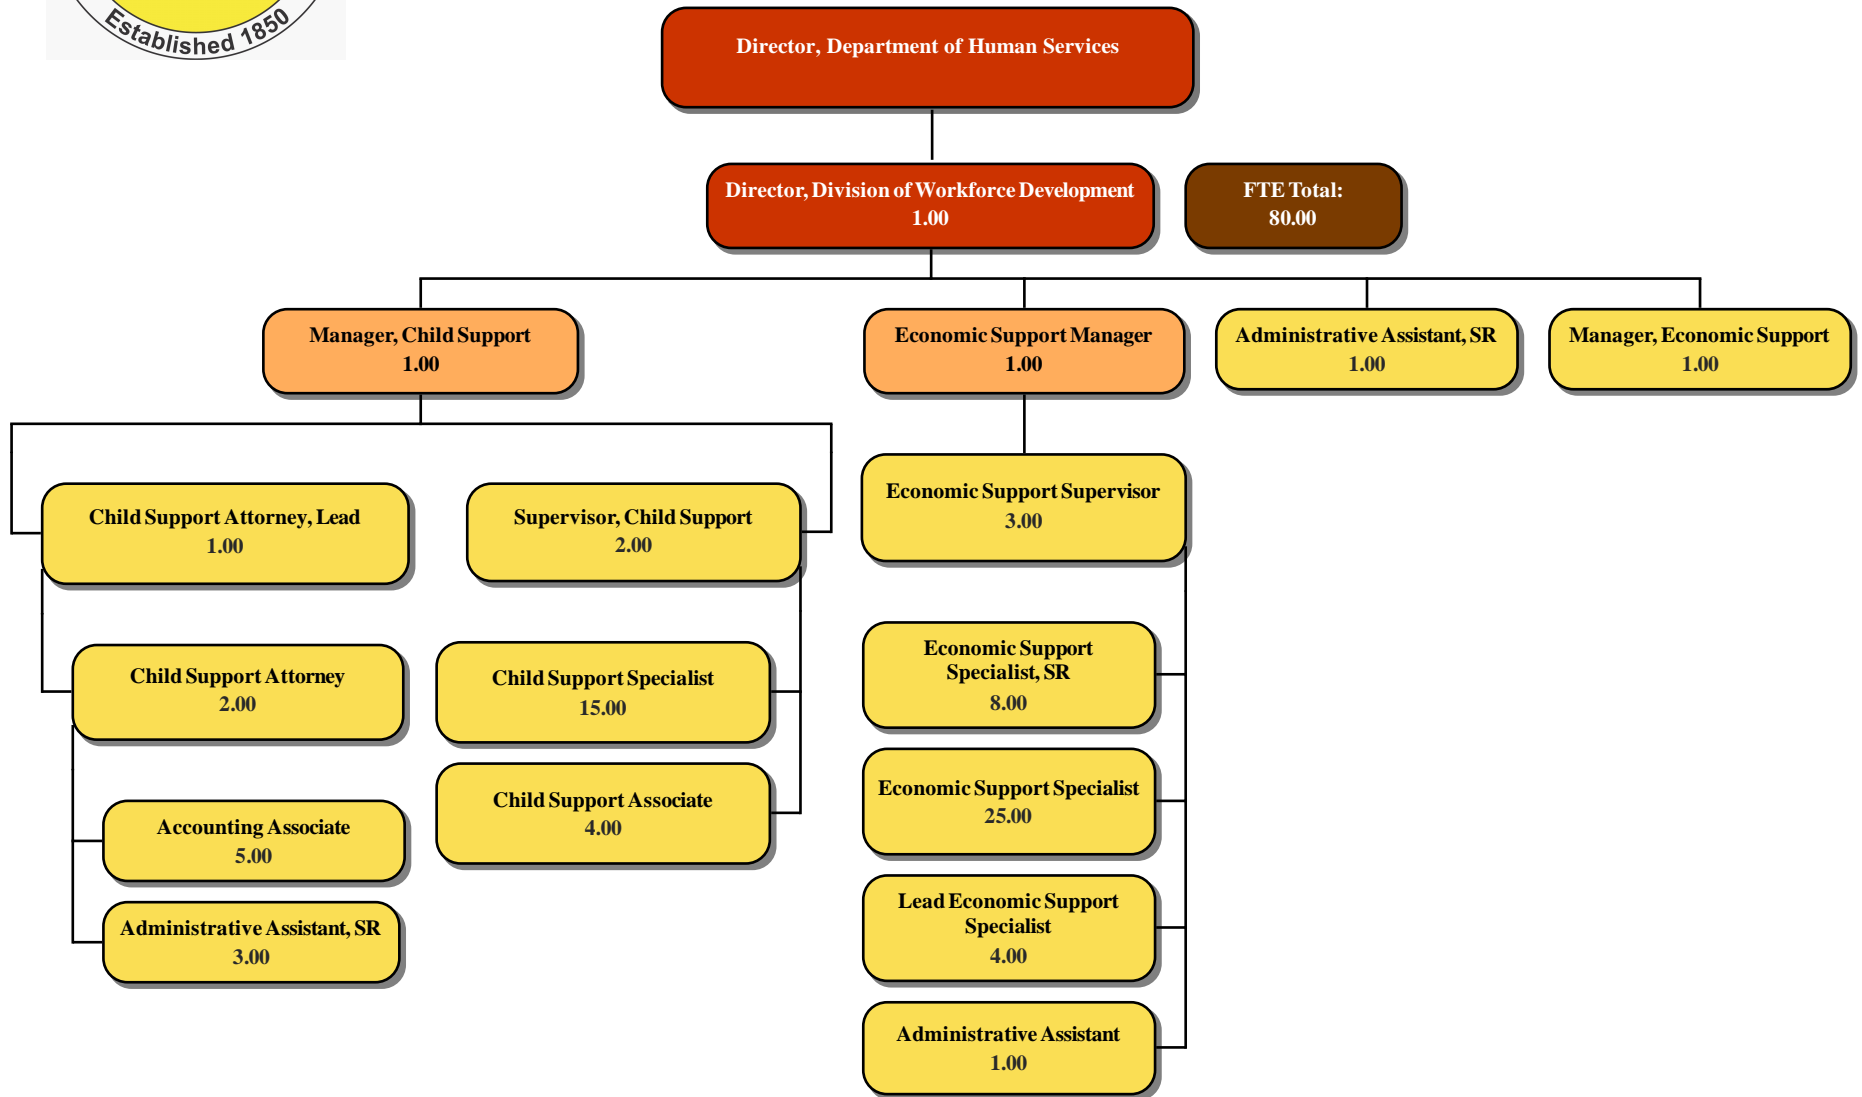 Established 1850
Director, Department of Human Services
Director, Division of Workforce Development
1.00
FTE Total:
80.00
Manager, Child Support
1.00
Economic Support Manager
1.00
Administrative Assistant, SR
1.00
Manager, Economic Support
1.00
Child Support Attorney, Lead
1.00
Supervisor, Child Support
2.00
Economic Support Supervisor
3.00
Child Support Attorney
2.00
Child Support Specialist
15.00
Economic Support
Specialist, SR
8.00
Accounting Associate
5.00
Child Support Associate
4.00
Economic Support Specialist
25.00
Administrative Assistant, SR
3.00
Lead Economic Support
Specialist
4.00
Administrative Assistant
1.00